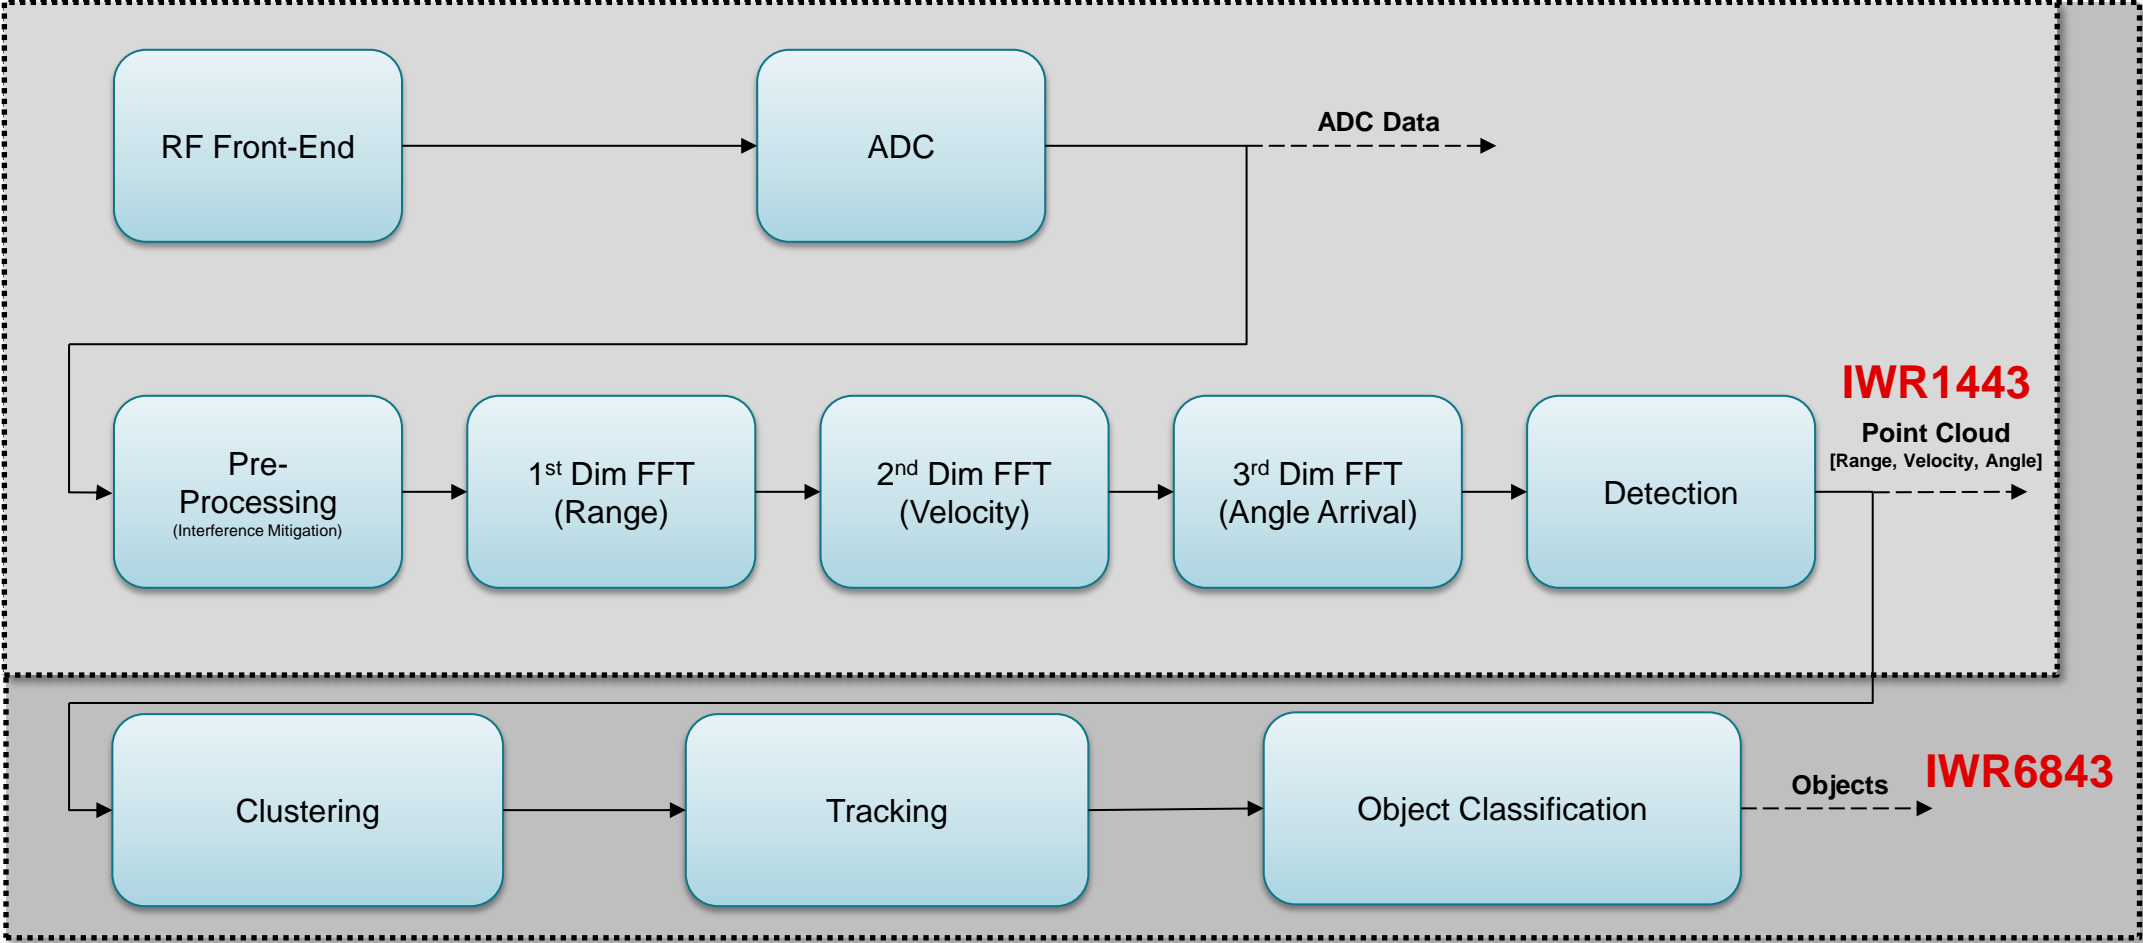 RF Front-End
ADC
ADC Data
IWR1443
Point Cloud
[Range, Velocity, Angle]
Pre-
Processing
(Interference Mitigation)
1st Dim FFT
(Range)
2nd Dim FFT
(Velocity)
3rd Dim FFT
(Angle Arrival)
Detection
Clustering
Tracking
Object Classification
Objects
IWR6843